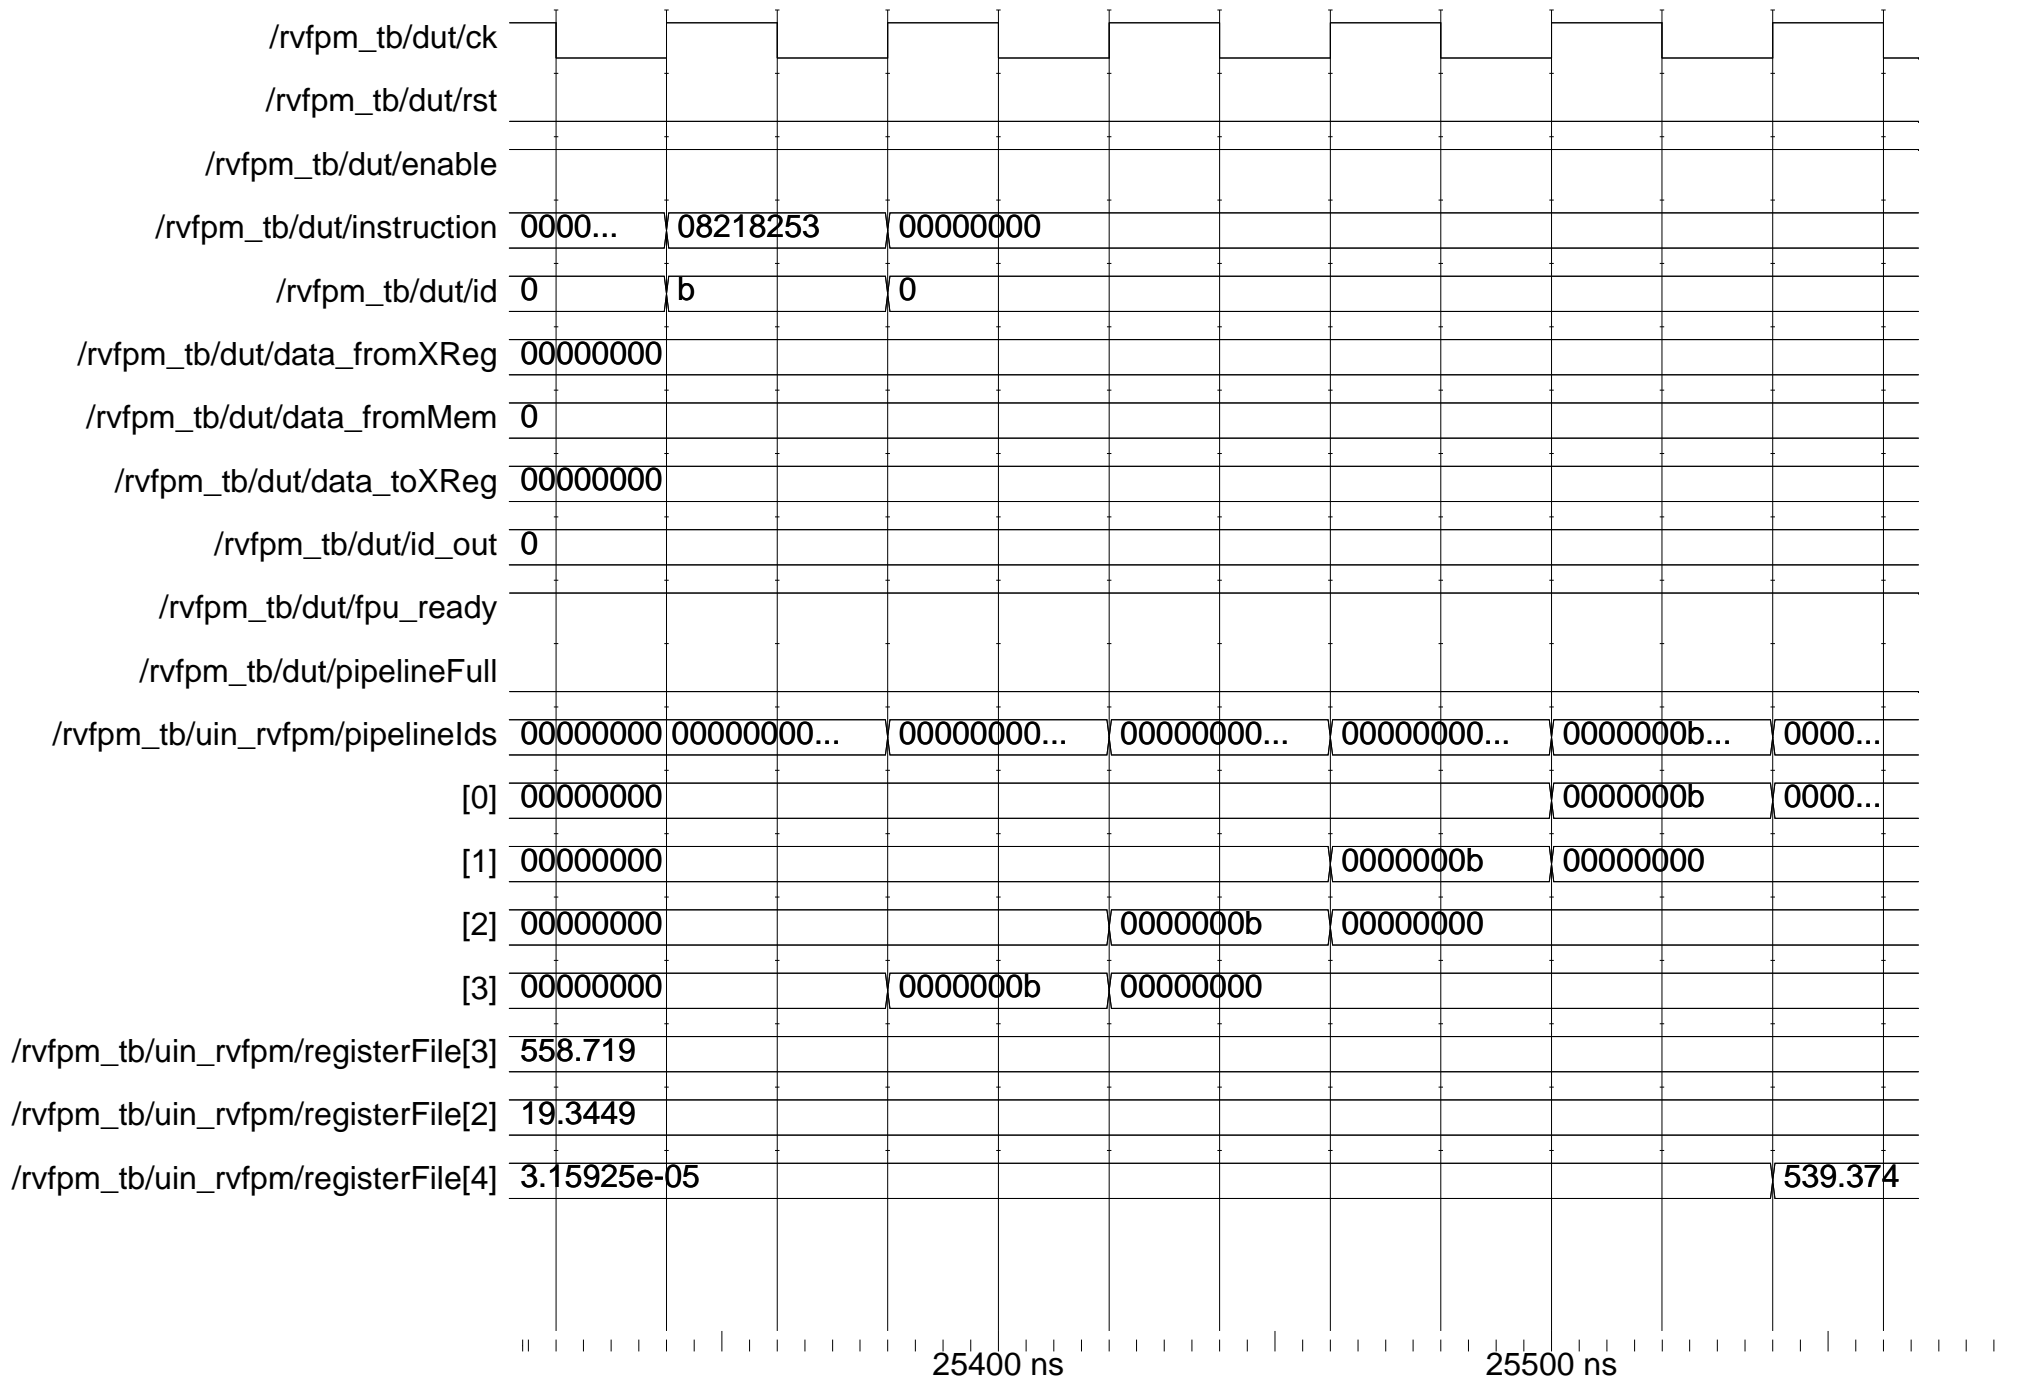 /rvfpm_tb/dut/ck
/rvfpm_tb/dut/rst
/rvfpm_tb/dut/enable
/rvfpm_tb/dut/instruction 0000... 08218253 00000000
/rvfpm_tb/dut/id 0 b 0
/rvfpm_tb/dut/data_fromXReg 00000000
/rvfpm_tb/dut/data_fromMem 0
/rvfpm_tb/dut/data_toXReg 00000000
/rvfpm_tb/dut/id_out 0
/rvfpm_tb/dut/fpu_ready
/rvfpm_tb/dut/pipelineFull
/rvfpm_tb/uin_rvfpm/pipelineIds 00000000 00000000... 00000000... 00000000... 00000000... 0000000b... 0000...
[0] 00000000 0000000b 0000...
[1] 00000000 0000000b 00000000
[2] 00000000 0000000b 00000000
[3] 00000000 0000000b 00000000
/rvfpm_tb/uin_rvfpm/registerFile[3] 558.719
/rvfpm_tb/uin_rvfpm/registerFile[2] 19.3449
/rvfpm_tb/uin_rvfpm/registerFile[4] 3.15925e-05 539.374
25400 ns 25500 ns